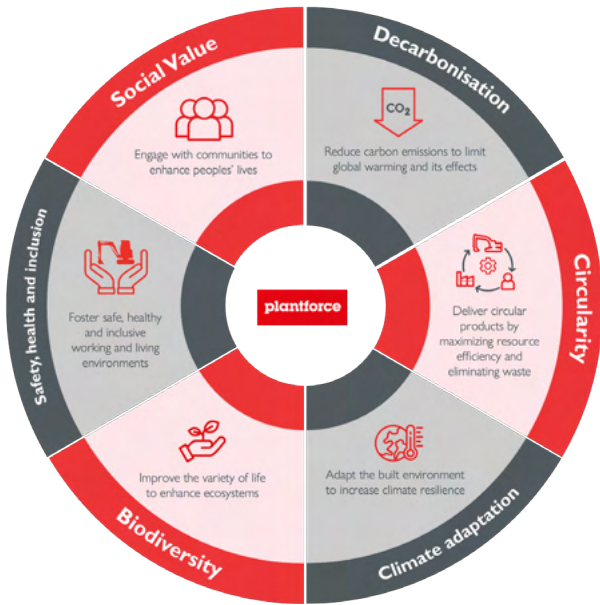 Social Value
Engage with communities to
enhance peoples' lives
Decarbonisation
CO₂
Reduce carbon emissions to limit
global warming and its effects
Circularity
Deliver circular
products by
maximizing resource
efficiency and
eliminating waste
Climate adaptation
Adapt the built environment
to increase climate resilience
Biodiversity
Improve the variety of life
to enhance ecosystems
Safety, health and inclusion
Foster safe, healthy
and inclusive
working and living
environments
plantforce